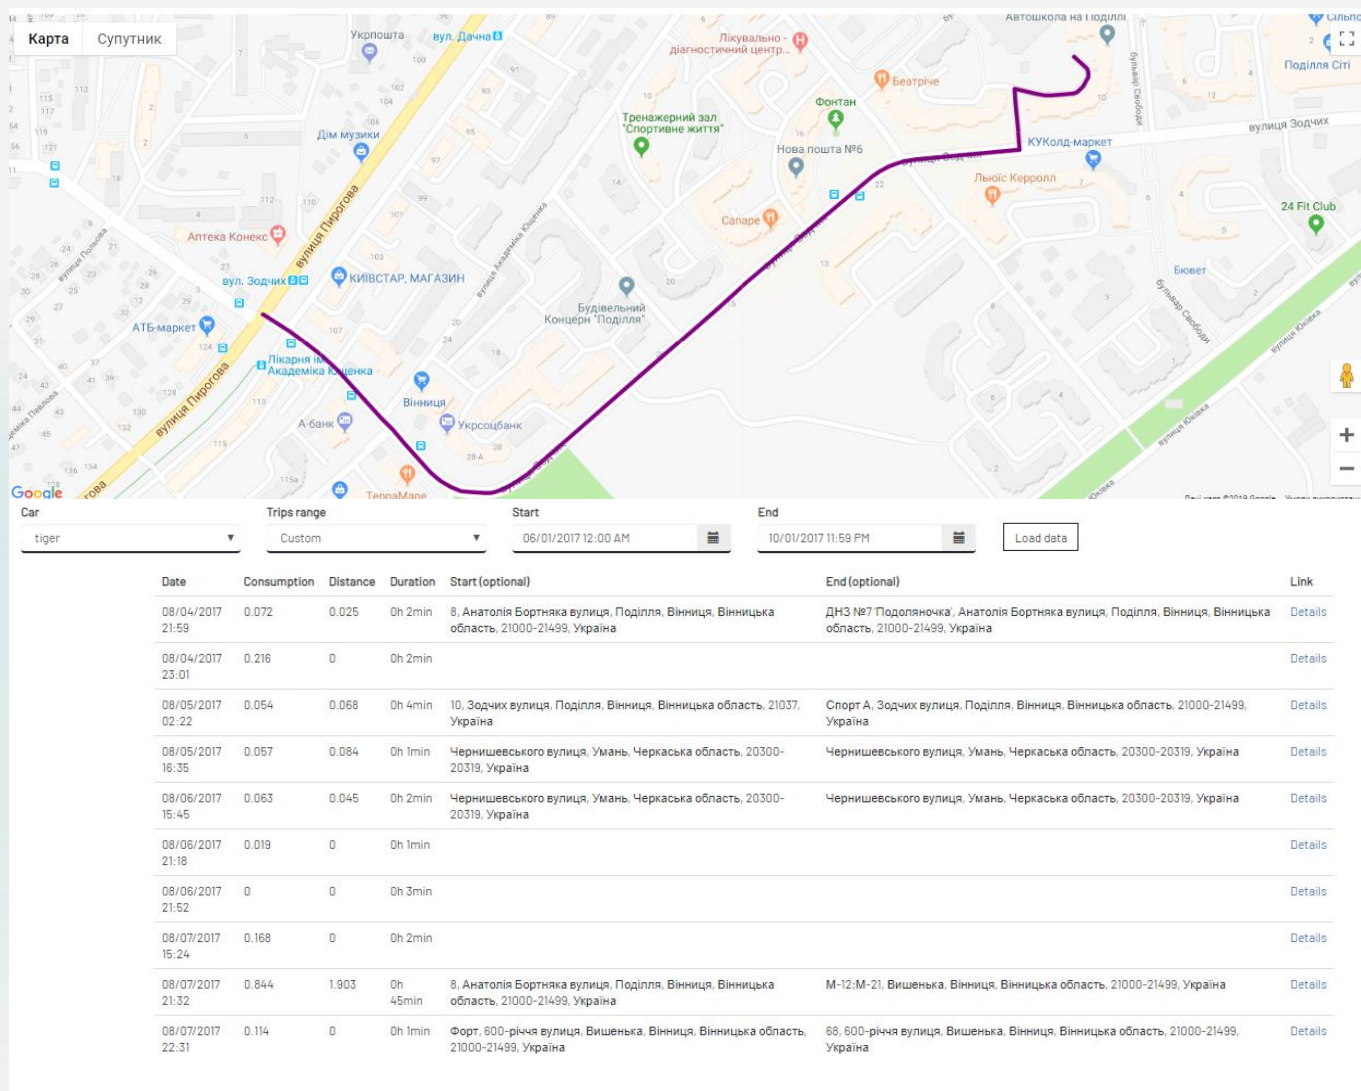 Карта
Супутник
Укрпошта
вул. Дачна
Лікувально -
діагностичний центр...
Автошкола на Поділлі
Сільпо
Поділля Сіті
Беатріче
Фонтан
Тренажерний зал
"Спортивне життя"
Дім музики
Нова пошта №6
КУКолд-маркет
вулиця Зодчих
бульвар Свободи
Льюїс Керролл
24 Fit Club
Сапаре
Аптека Конекс
вулиця Пирогова
вулиця Академіка Ющенка
вул. Зодчих
КИЇВСТАР, МАГАЗИН
Бювет
бульвар Свободи
Будівельний
Концерн "Поділля"
АТБ-маркет
Лікарня ім
Академіка Ющенка
вулиця Юківка
вулиця Пирогова
Вінниця
А-банк
Укрсоцбанк
вулиця Юківка
ТерраМаре
Google
Car
Trips range
Start
End
tiger
Custom
06/01/2017 12:00 AM
10/01/2017 11:59 PM
Load data
Date Consumption Distance Duration Start (optional) End (optional) Link
08/04/2017 0.072 0.025 0h 2min 8, Анатолія Бортняка вулиця, Поділля, Вінниця, Вінницька ДНЗ №7 'Подоляночка', Анатолія Бортняка вулиця, Поділля, Вінниця, Вінницька Details
21:59 область, 21000-21499, Україна область, 21000-21499, Україна
08/04/2017 0.216 0 0h 2min Details
23:01
08/05/2017 0.054 0.068 0h 4min 10, Зодчих вулиця, Поділля, Вінниця, Вінницька область, 21037, Спорт А, Зодчих вулиця, Поділля, Вінниця, Вінницька область, 21000-21499, Details
02:22 Україна Україна
08/05/2017 0.057 0.084 0h 1min Чернишевського вулиця, Умань, Черкаська область, 20300- Чернишевського вулиця, Умань, Черкаська область, 20300-20319, Україна Details
16:35 20319, Україна
08/06/2017 0.063 0.045 0h 2min Чернишевського вулиця, Умань, Черкаська область, 20300- Чернишевського вулиця, Умань, Черкаська область, 20300-20319, Україна Details
15:45 20319, Україна
08/06/2017 0.019 0 0h 1min Details
21:18
08/06/2017 0 0 0h 3min Details
21:52
08/07/2017 0.168 0 0h 2min Details
15:24
08/07/2017 0.844 1.903 0h 8, Анатолія Бортняка вулиця, Поділля, Вінниця, Вінницька М-12;М-21, Вишенька, Вінниця, Вінницька область, 21000-21499, Україна Details
21:32 45min область, 21000-21499, Україна
08/07/2017 0.114 0 0h 1min Форт, 600-річчя вулиця, Вишенька, Вінниця, Вінницька область, 68, 600-річчя вулиця, Вишенька, Вінниця, Вінницька область, 21000-21499, Details
22:31 21000-21499, Україна Україна